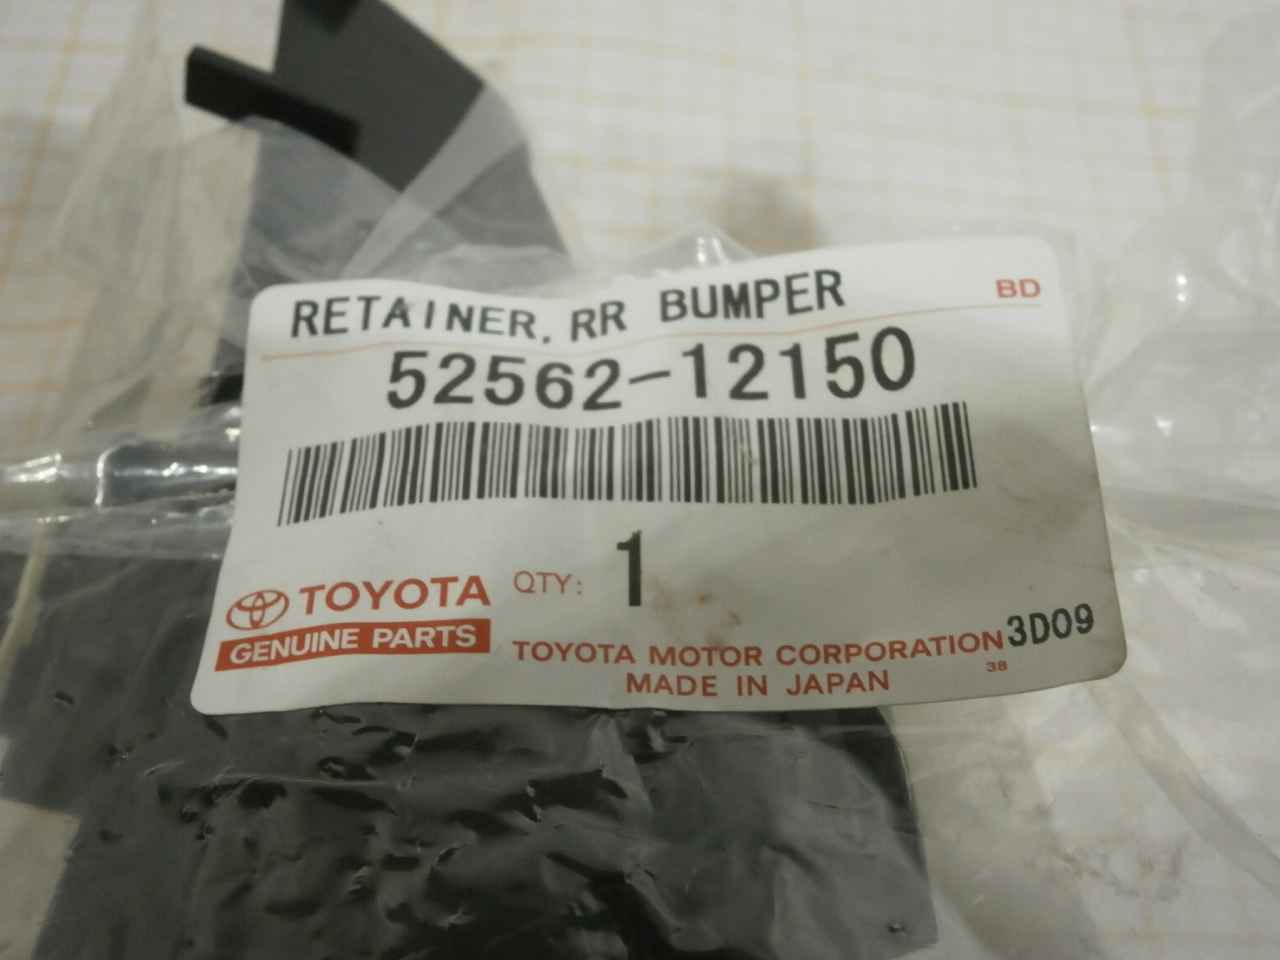 RETAINER, RR BUMPER BD
52562-12150
QTY: 1
TOYOTA
GENUINE PARTS
TOYOTA MOTOR CORPORATION 3D09
38
MADE IN JAPAN